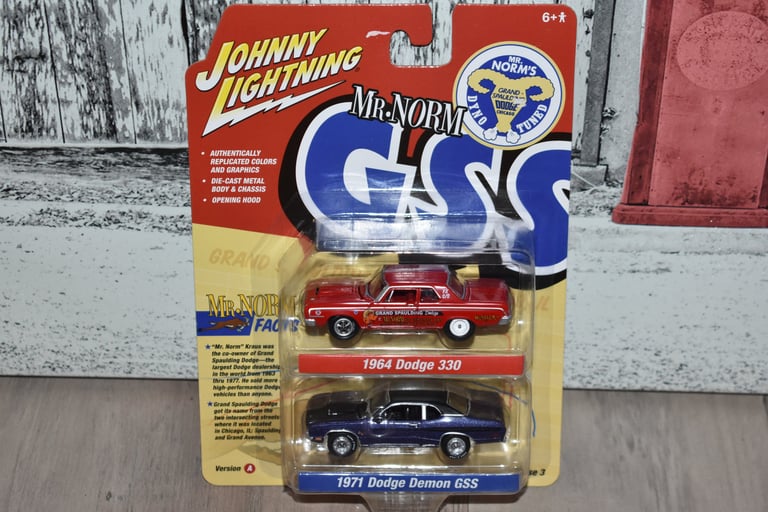 JOHNNY
LIGHTNING
6+
MR.
NORM'S
GRAND
SPAULDING
DODGE
CHICAGO
DYNO TUNED
MR. NORM
GSS
• AUTHENTICALLY
REPLICATED COLORS
AND GRAPHICS
• DIE-CAST METAL
BODY & CHASSIS
• OPENING HOOD
GRAND
MR. NORM
FACTS
GRAND SPAULDING Dodge
1964 Dodge 330
"Mr. Norm" Kraus
was the co-owner of Grand
Spaulding Dodge—the
largest Dodge dealership
in the world from 1963
thru 1977. He sold more
high-performance Dodge
vehicles than anyone.
Grand Spaulding Dodge
got its name from the
two intersecting streets
where it was located
in Chicago, IL: Spaulding
and Grand Avenue.
Version A
se 3
1971 Dodge Demon GSS